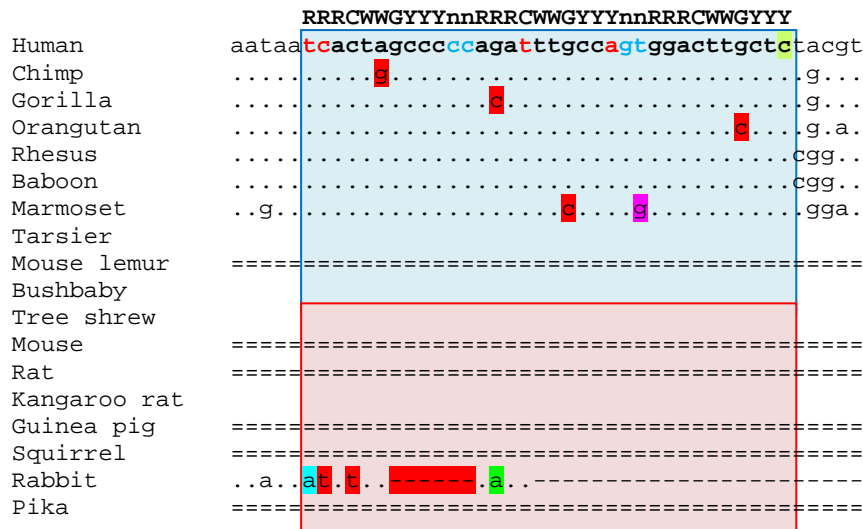 RRRCWWGYYYnnRRRCWWGYYYnnRRRCWWGYYY
Human aataatcactagcccccagatttgccagtggacttgctctacgt
Chimp ..........g.............................g...
Gorilla ..................c.....................g...
Orangutan ...................................c....g.a.
Rhesus .......................................cgg..
Baboon .......................................cgg..
Marmoset ..g....................c....g...........gga.
Tarsier
Mouse lemur ============================================
Bushbaby
Tree shrew
Mouse ============================================
Rat ============================================
Kangaroo rat
Guinea pig ============================================
Squirrel ============================================
Rabbit ..a..at.t..------.a..-----------------------
Pika ============================================